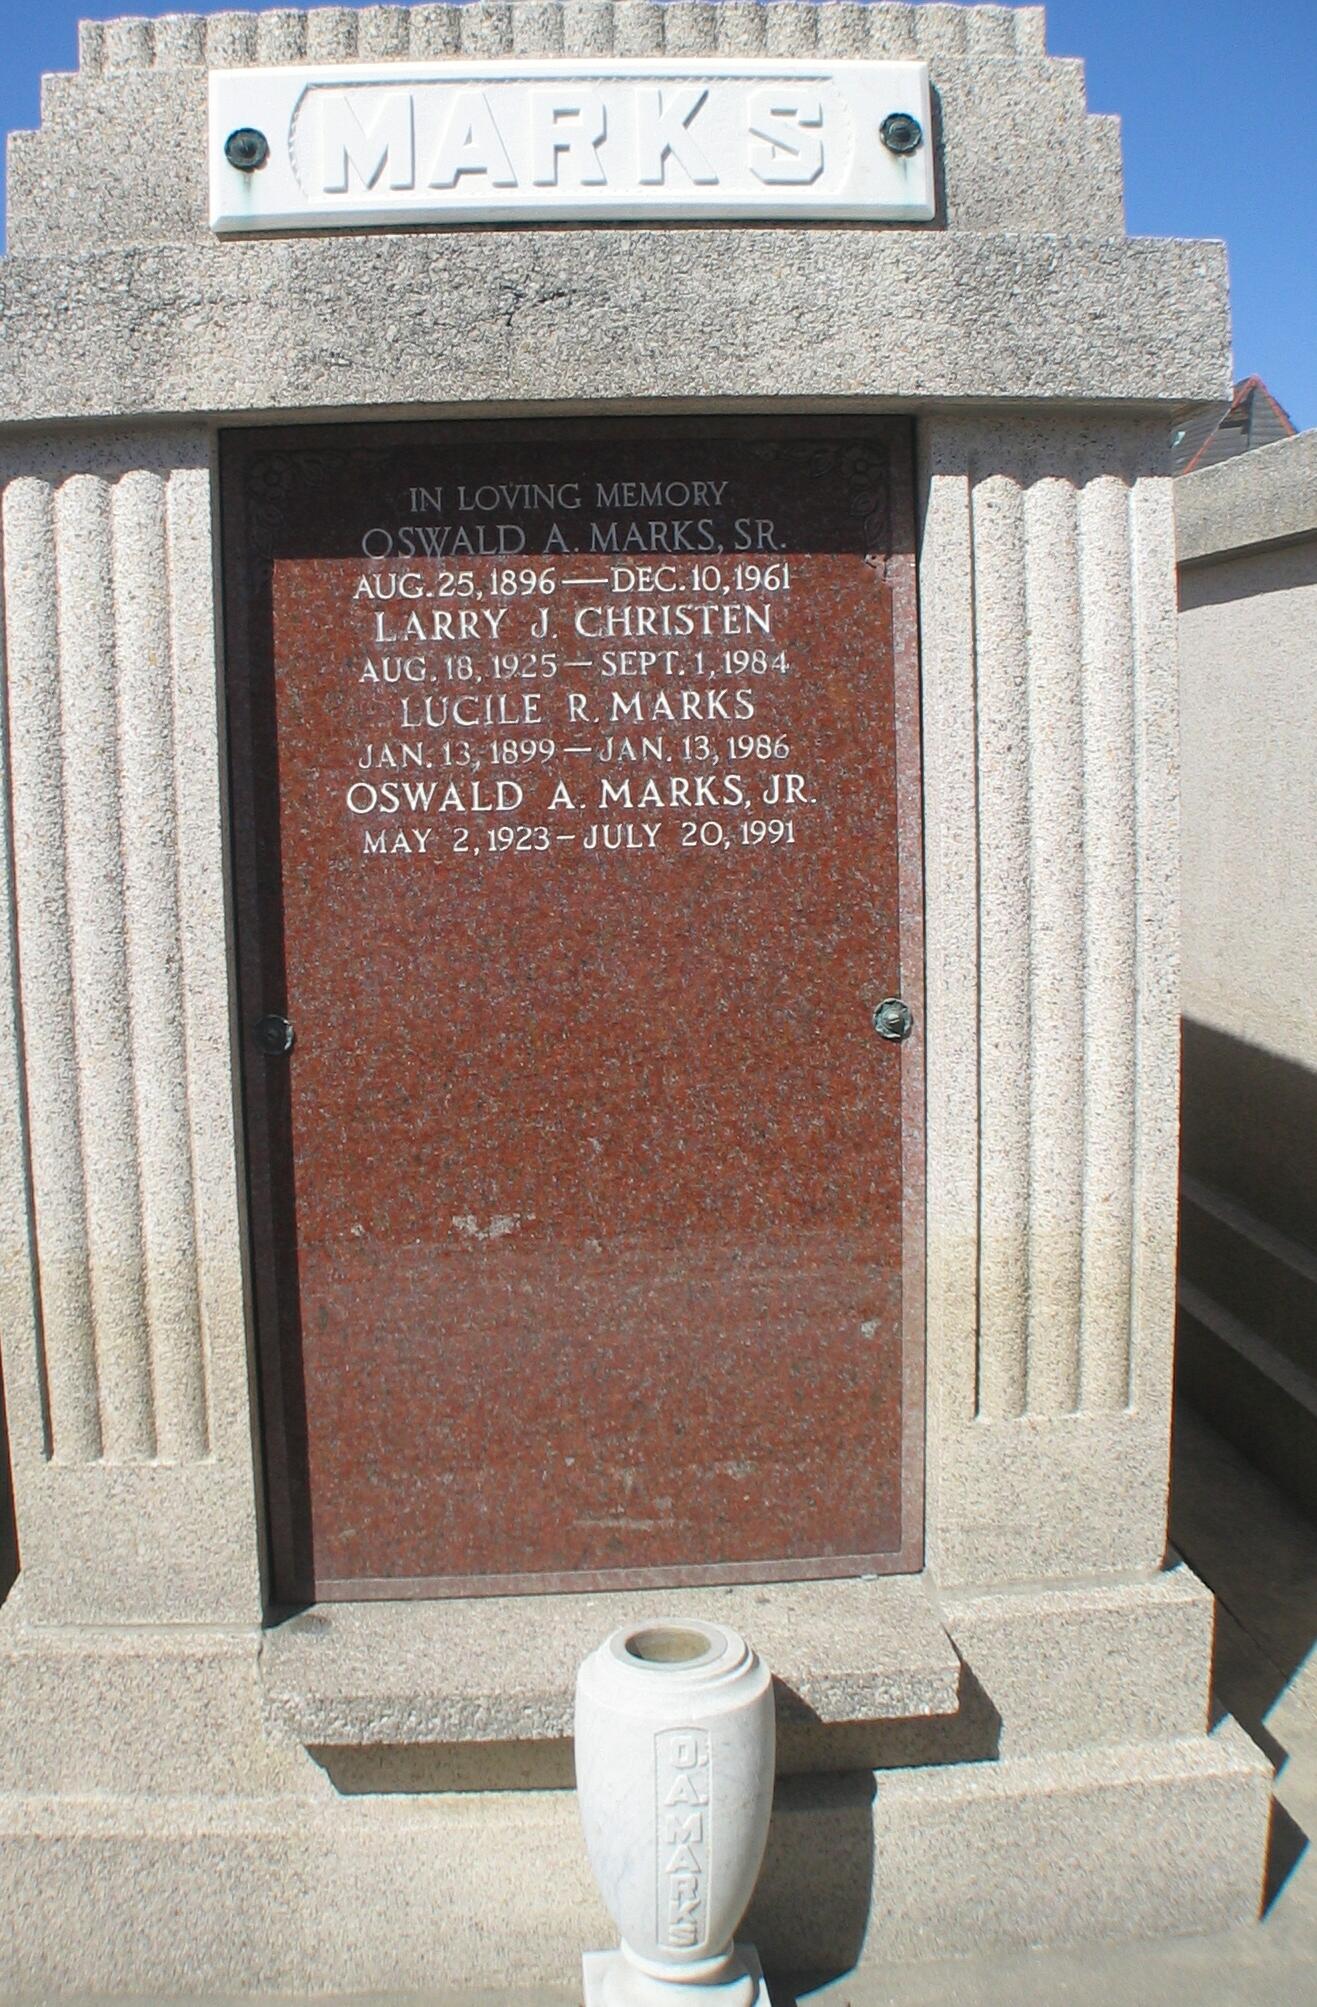 MARKS
IN LOVING MEMORY
OSWALD A. MARKS, SR.
AUG. 25, 1896 — DEC. 10, 1961
LARRY J. CHRISTEN
AUG. 18, 1925 — SEPT. 1, 1984
LUCILE R. MARKS
JAN. 13, 1899 — JAN. 13, 1986
OSWALD A. MARKS, JR.
MAY 2, 1923 – JULY 20, 1991
O. A. MARKS